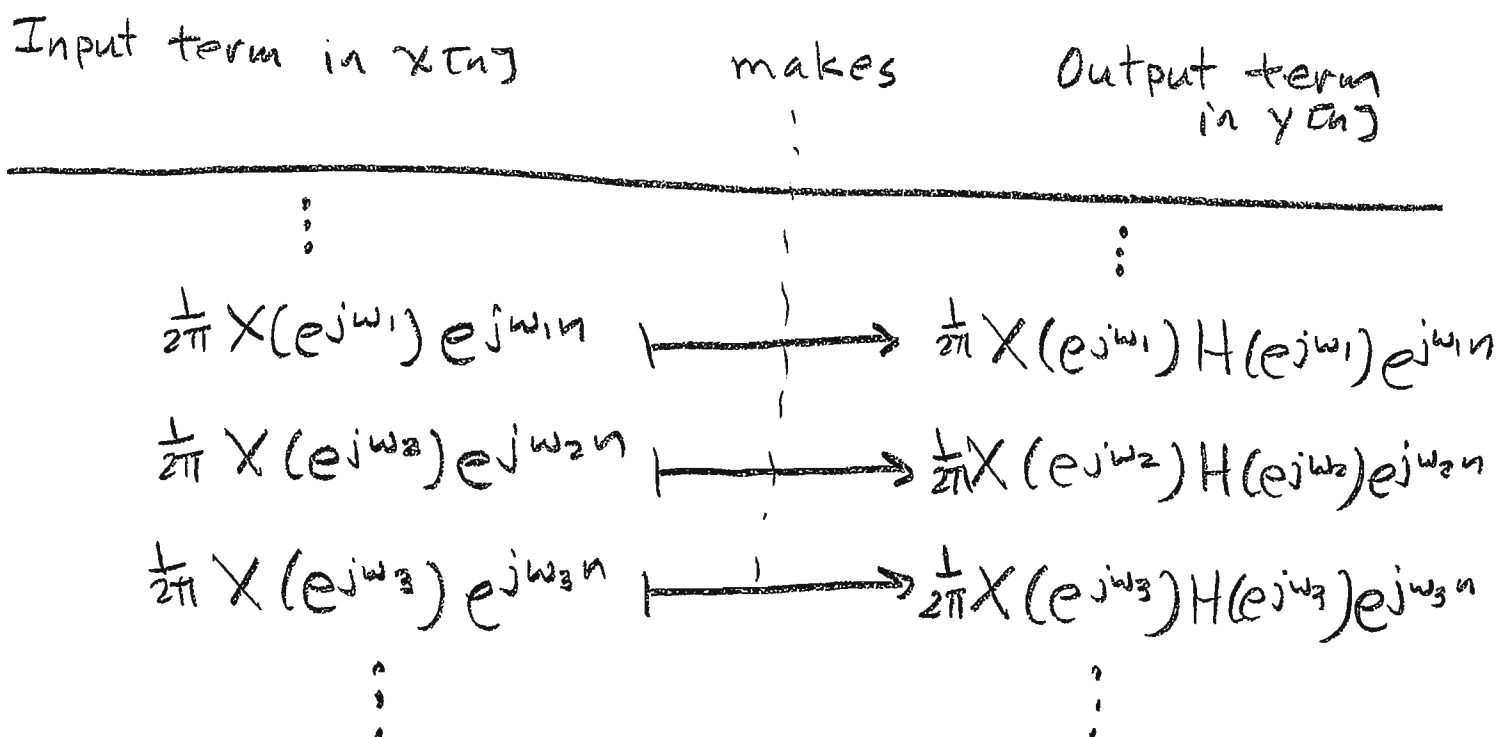 Input term in x[n] makes Output term
in y[n]
⋮ ⋮
1/2π X(e^{jω₁}) e^{jω₁n} ↦ 1/2π X(e^{jω₁}) H(e^{jω₁}) e^{jω₁n}
1/2π X(e^{jω₂}) e^{jω₂n} ↦ 1/2π X(e^{jω₂}) H(e^{jω₂}) e^{jω₂n}
1/2π X(e^{jω₃}) e^{jω₃n} ↦ 1/2π X(e^{jω₃}) H(e^{jω₃}) e^{jω₃n}
⋮ ⋮